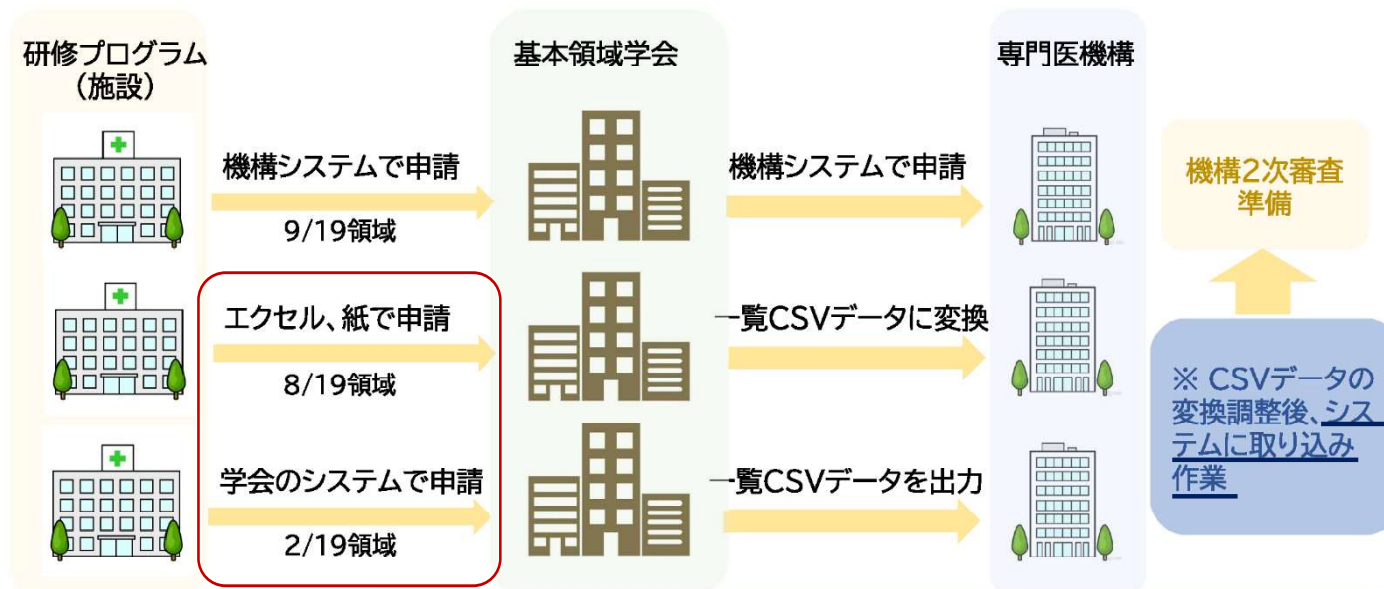 研修プログラム
(施設)
基本領域学会
専門医機構
機構システムで申請
9/19領域
機構システムで申請
機構2次審査
準備
エクセル、紙で申請
8/19領域
一覧CSVデータに変換
学会のシステムで申請
2/19領域
一覧CSVデータを出力
※ CSVデータの
変換調整後、シス
テムに取り込み
作業